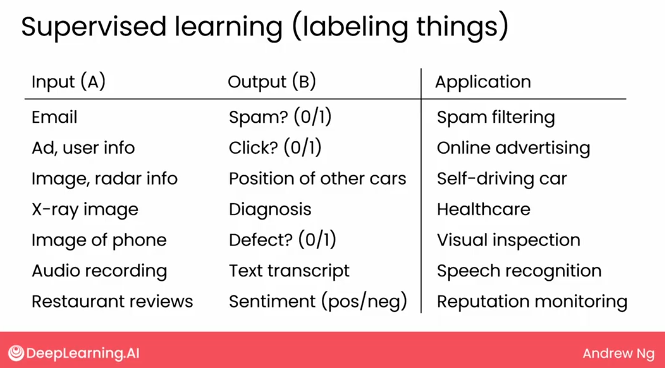 Supervised learning (labeling things)
Input (A) Output (B) Application
Email Spam? (0/1) Spam filtering
Ad, user info Click? (0/1) Online advertising
Image, radar info Position of other cars Self-driving car
X-ray image Diagnosis Healthcare
Image of phone Defect? (0/1) Visual inspection
Audio recording Text transcript Speech recognition
Restaurant reviews Sentiment (pos/neg) Reputation monitoring
DeepLearning.AI Andrew Ng